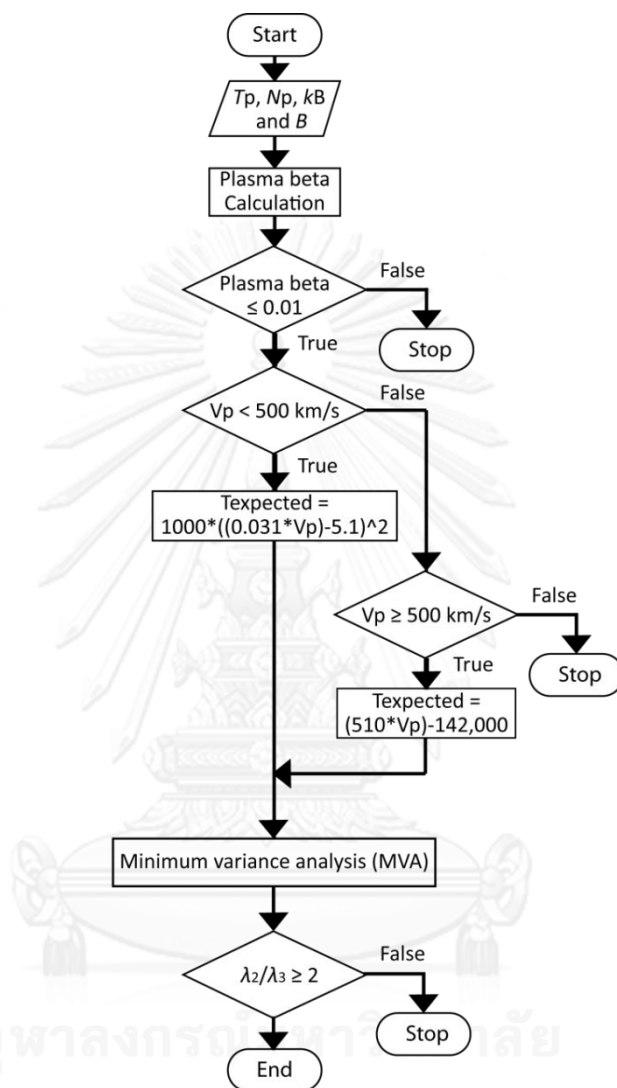 Start
Tp, Np, kB
and B
Plasma beta
Calculation
Plasma beta
≤ 0.01
False
Stop
True
Vp < 500 km/s
False
True
Texpected =
1000*((0.031*Vp)-5.1)^2
Vp ≥ 500 km/s
False
Stop
True
Texpected =
(510*Vp)-142,000
Minimum variance analysis (MVA)
λ2/λ3 ≥ 2
False
Stop
End